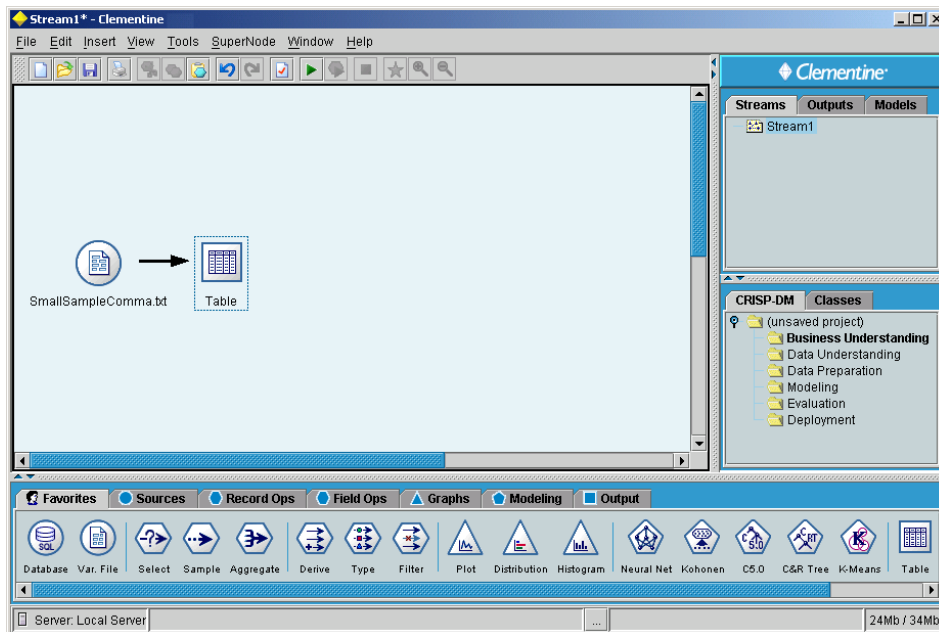 Stream1* - Clementine
File Edit Insert View Tools SuperNode Window Help
Clementine
Streams Outputs Models
Stream1
SmallSampleComma.txt
Table
CRISP-DM Classes
(unsaved project)
Business Understanding
Data Understanding
Data Preparation
Modeling
Evaluation
Deployment
Favorites Sources Record Ops Field Ops Graphs Modeling Output
SQL
C 5.0
C RT
K
Database Var. File Select Sample Aggregate Derive Type Filter Plot Distribution Histogram Neural Net Kohonen C5.0 C&R Tree K-Means Table
Server: Local Server ... 24Mb / 34Mb